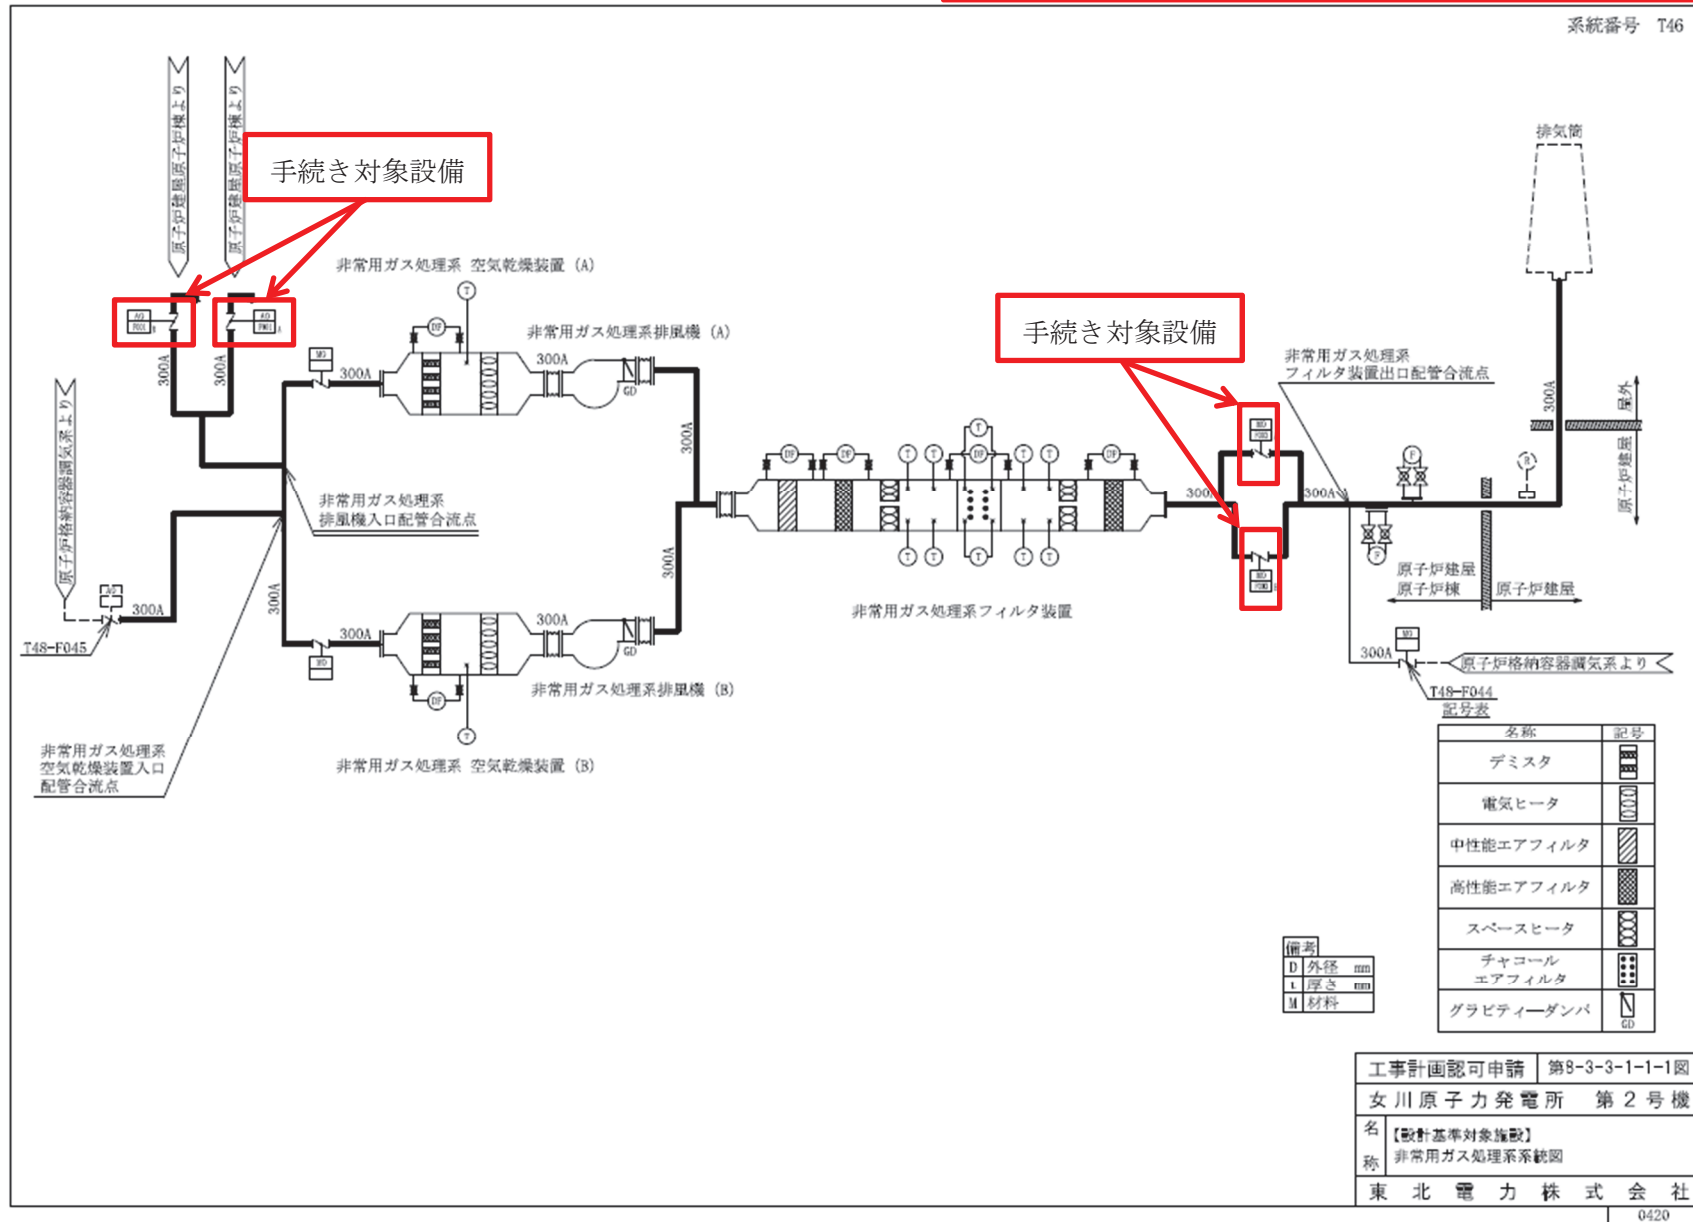 系統番号 T46
原子炉建屋原子炉棟より
原子炉建屋原子炉棟より
手続き対象設備
排気筒
非常用ガス処理系 空気乾燥装置 (A)
T
AO
AO
DF
非常用ガス処理系排風機 (A)
手続き対象設備
300A
300A
MO
300A
300A
GD
非常用ガス処理系
フィルタ装置出口配管合流点
300A
屋外
原子炉建屋
原子炉格納容器調気系より
300A
MO
T
DF
DF
T
T
DF
T
T
DF
F
R
非常用ガス処理系
排風機入口配管合流点
300A
300A
T
T
T
T
T
F
MO
原子炉建屋
原子炉棟
原子炉建屋
AO
300A
T48-F045
300A
300A
MO
300A
300A
GD
非常用ガス処理系フィルタ装置
MO
300A
原子炉格納容器調気系より
T48-F044
DF
T
非常用ガス処理系排風機 (B)
非常用ガス処理系 空気乾燥装置 (B)
非常用ガス処理系
空気乾燥装置入口
配管合流点
記号表
名称 記号
デミスタ
電気ヒータ
中性能エアフィルタ
高性能エアフィルタ
スペースヒータ
チャコール
エアフィルタ
グラビティーダンパ GD
備考
D 外径 mm
t 厚さ mm
M 材料
工事計画認可申請 第8-3-3-1-1-1図
女川原子力発電所 第2号機
名称
【設計基準対象施設】
非常用ガス処理系系統図
東北電力株式会社
0420